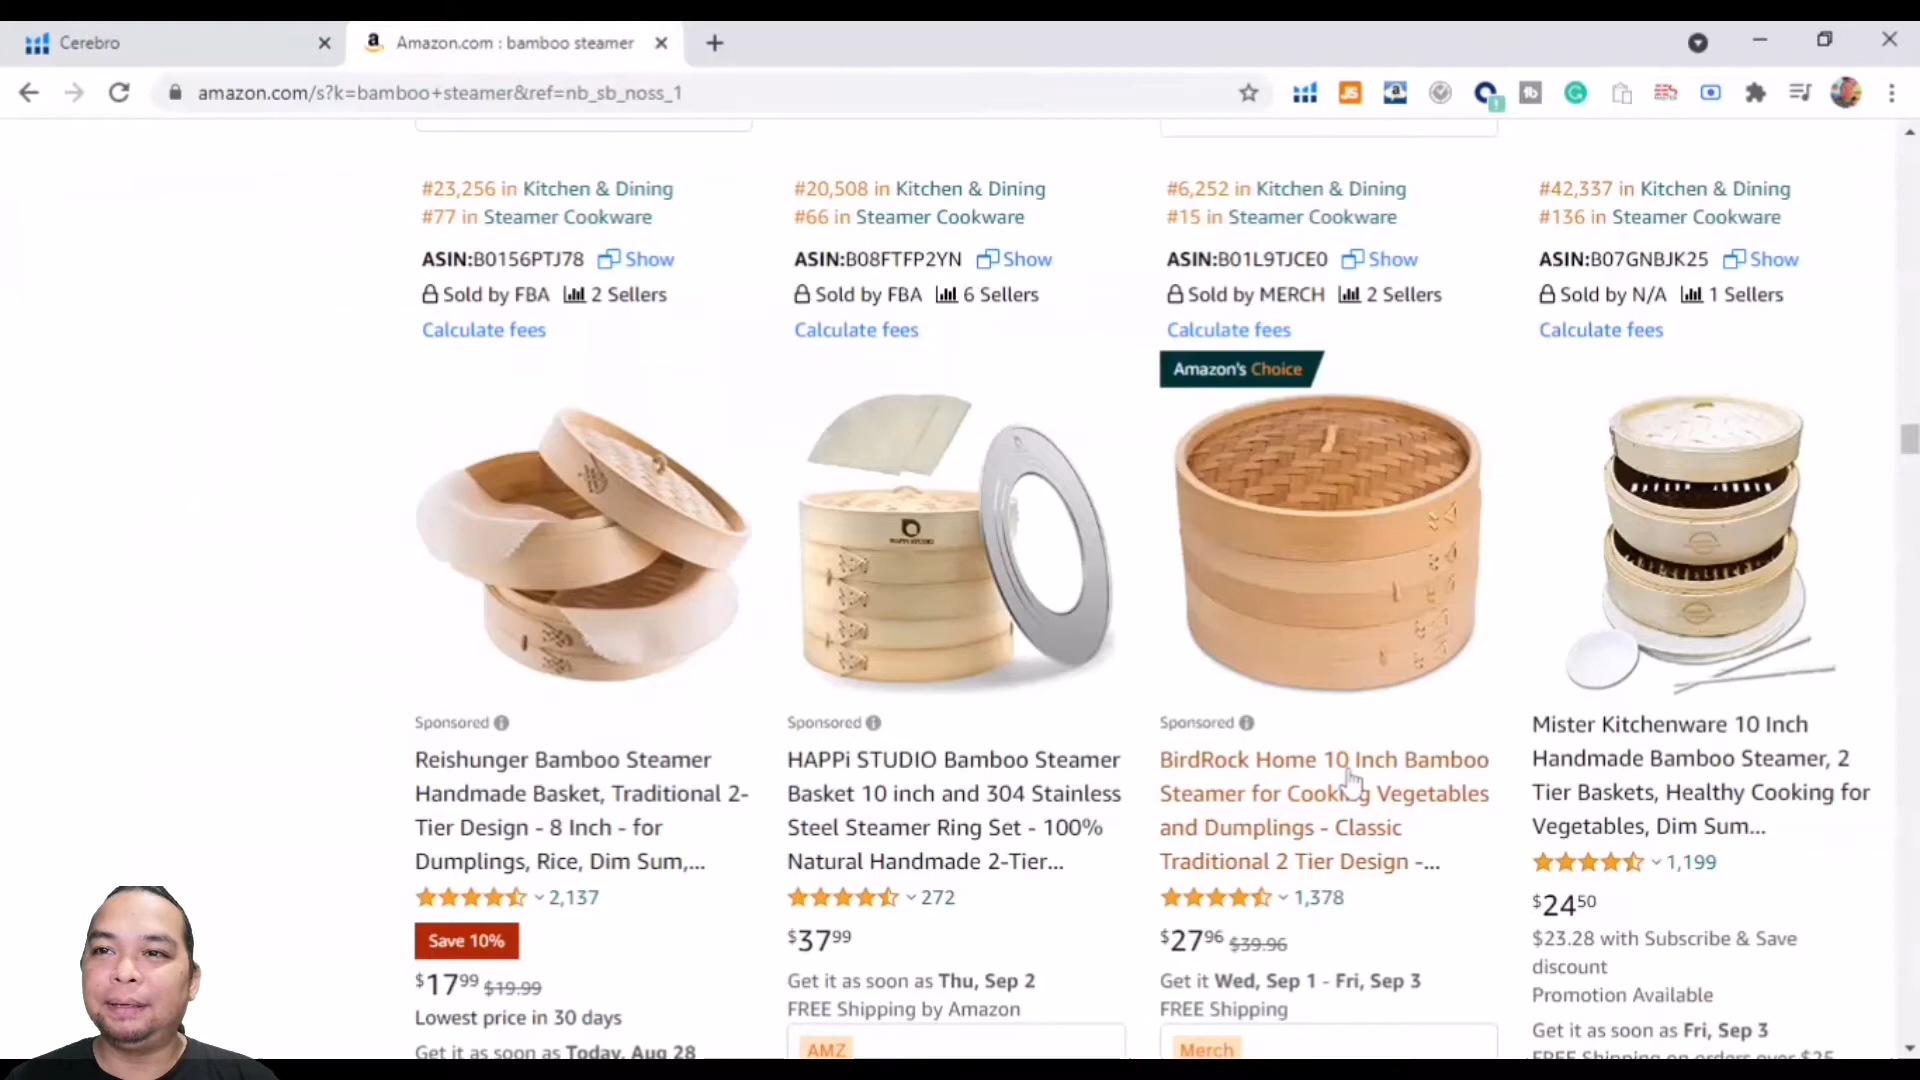 Cerebro
Amazon.com : bamboo steamer
amazon.com/s?k=bamboo+steamer&ref=nb_sb_noss_1
#23,256 in Kitchen & Dining
#77 in Steamer Cookware
ASIN:B0156PTJ78 Show
Sold by FBA 2 Sellers
Calculate fees
#20,508 in Kitchen & Dining
#66 in Steamer Cookware
ASIN:B08FTFP2YN Show
Sold by FBA 6 Sellers
Calculate fees
#6,252 in Kitchen & Dining
#15 in Steamer Cookware
ASIN:B01L9TJCE0 Show
Sold by MERCH 2 Sellers
Calculate fees
#42,337 in Kitchen & Dining
#136 in Steamer Cookware
ASIN:B07GNBJK25 Show
Sold by N/A 1 Sellers
Calculate fees
Amazon's Choice
HAPPI STUDIO
Sponsored
Reishunger Bamboo Steamer
Handmade Basket, Traditional 2-
Tier Design - 8 Inch - for
Dumplings, Rice, Dim Sum,...
2,137
Save 10%
$17 99 $19.99
Lowest price in 30 days
Get it as soon as Today, Aug 28
Sponsored
HAPPi STUDIO Bamboo Steamer
Basket 10 inch and 304 Stainless
Steel Steamer Ring Set - 100%
Natural Handmade 2-Tier...
272
$37 99
Get it as soon as Thu, Sep 2
FREE Shipping by Amazon
AMZ
Sponsored
BirdRock Home 10 Inch Bamboo
Steamer for Cooking Vegetables
and Dumplings - Classic
Traditional 2 Tier Design -...
1,378
$27 96 $39.96
Get it Wed, Sep 1 - Fri, Sep 3
FREE Shipping
Merch
Mister Kitchenware 10 Inch
Handmade Bamboo Steamer, 2
Tier Baskets, Healthy Cooking for
Vegetables, Dim Sum...
1,199
$24 50
$23.28 with Subscribe & Save
discount
Promotion Available
Get it as soon as Fri, Sep 3
FREE Shipping on orders over $25